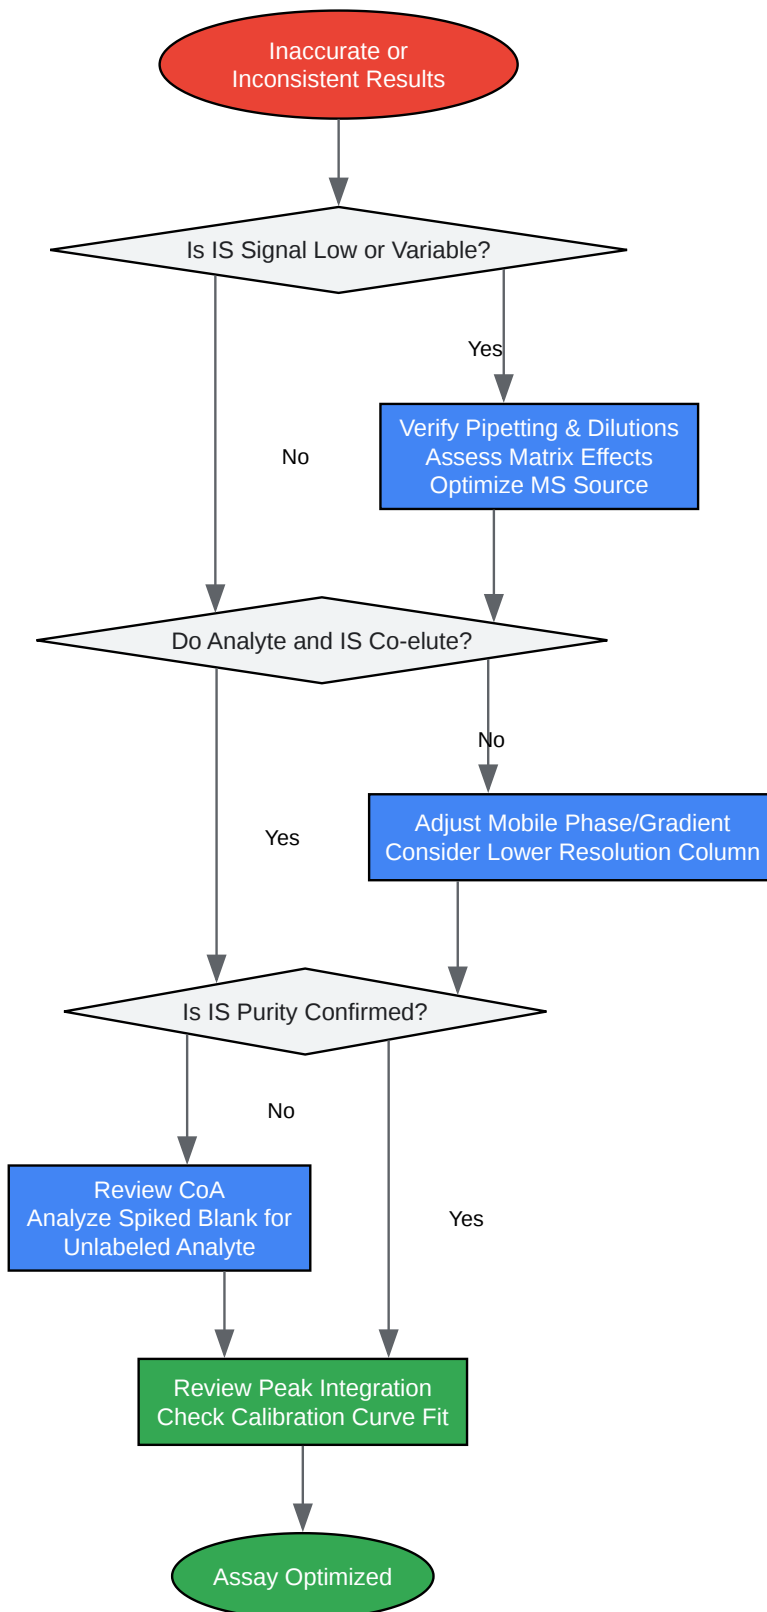 Inaccurate or
Inconsistent Results
Is IS Signal Low or Variable?
Yes
Verify Pipetting & Dilutions
Assess Matrix Effects
Optimize MS Source
No
Do Analyte and IS Co-elute?
No
Adjust Mobile Phase/Gradient
Consider Lower Resolution Column
Yes
Is IS Purity Confirmed?
No
Review CoA
Analyze Spiked Blank for
Unlabeled Analyte
Yes
Review Peak Integration
Check Calibration Curve Fit
Assay Optimized